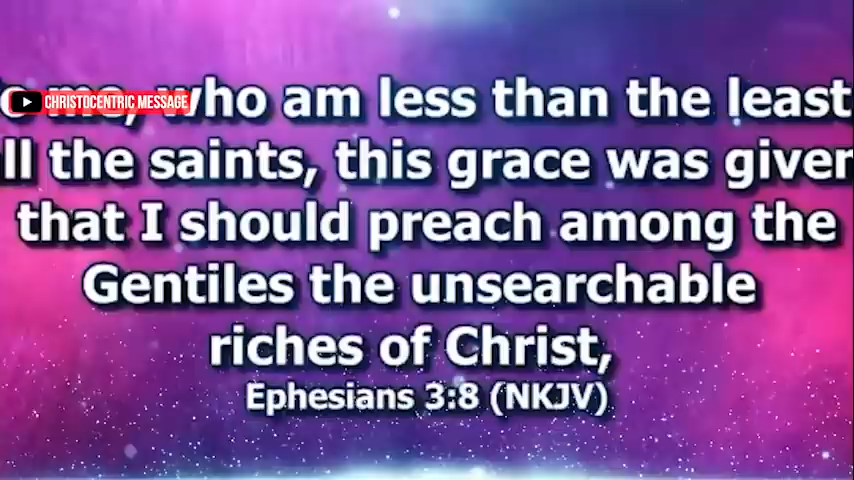 CHRISTOCENTRIC MESSAGE
me, who am less than the least
the saints, this grace was given
that I should preach among the
Gentiles the unsearchable
riches of Christ,
Ephesians 3:8 (NKJV)